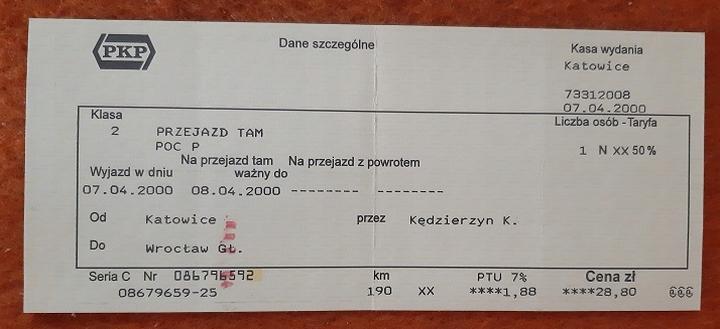 PKP
Dane szczególne
Kasa wydania
Katowice
73312008
07.04.2000
Klasa
Liczba osób - Taryfa
2 PRZEJAZD TAM
POC P
1 N XX 50%
Na przejazd tam Na przejazd z powrotem
Wyjazd w dniu ważny do
07.04.2000 08.04.2000 -------- --------
Od Katowice przez Kędzierzyn K.
Do Wrocław Gł.
Seria C Nr 086796592 km PTU 7% Cena zł
08679659-25 190 XX ****1,88 ****28,80 @@@